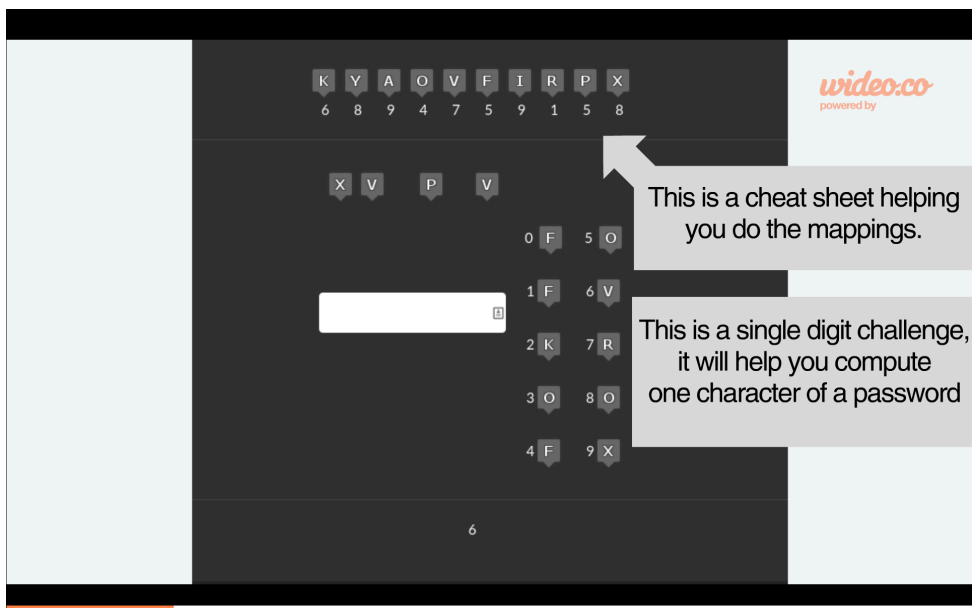 K Y A O V F I R P X
6 8 9 4 7 5 9 1 5 8
wideo.co
powered by
X V P V
This is a cheat sheet helping
you do the mappings.
0 F 5 O
1 F 6 V
2 K 7 R
3 O 8 O
4 F 9 X
This is a single digit challenge,
it will help you compute
one character of a password
6